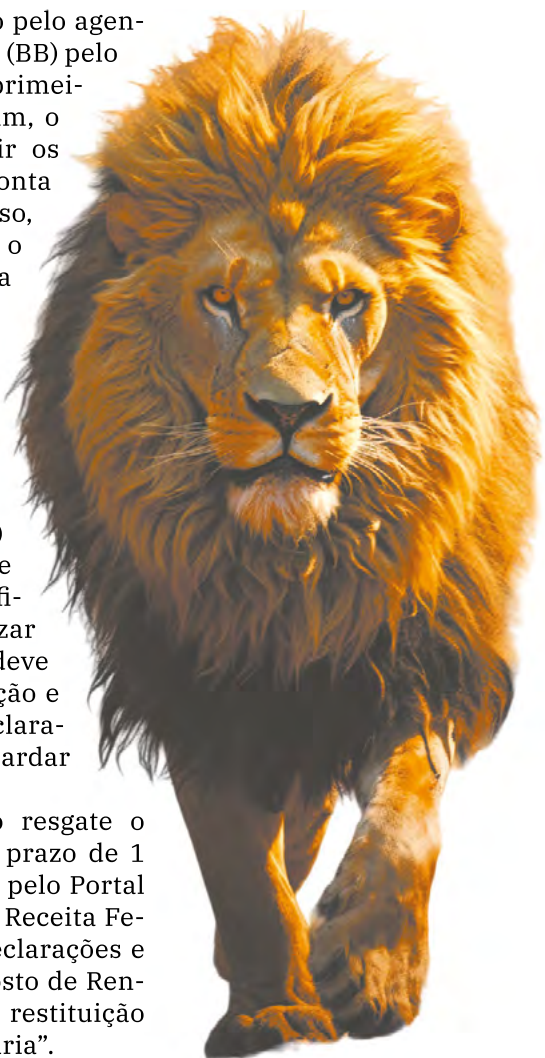 o pelo agen-
(BB) pelo
primei-
m, o
ir os
onta
so,
o
a
e
fi-
zar
deve
ção e
clara-
ardar
o resgate o
prazo de 1
pelo Portal
Receita Fe-
eclarações e
sto de Ren-
restituição
ria”.